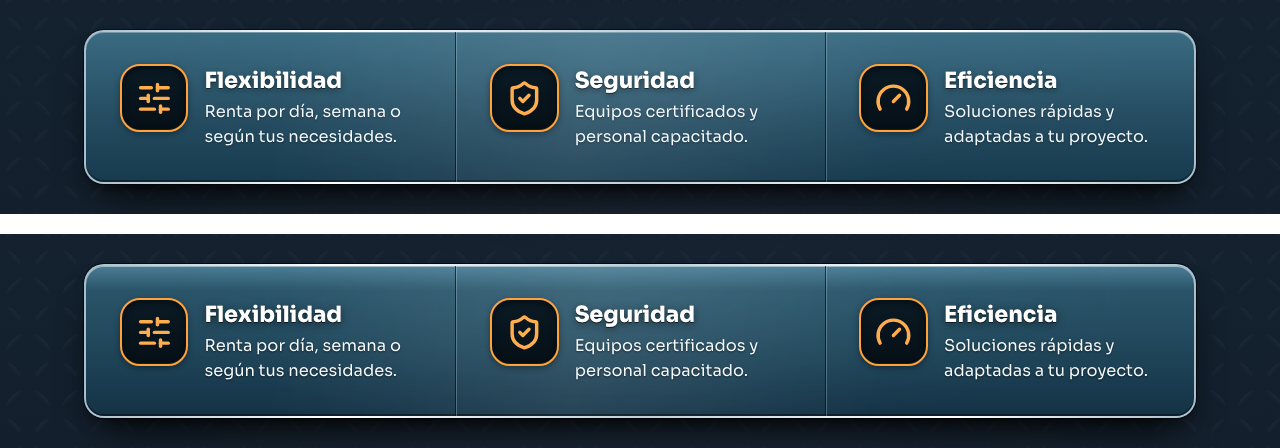 Flexibilidad
Renta por día, semana o
según tus necesidades.
Seguridad
Equipos certificados y
personal capacitado.
Eficiencia
Soluciones rápidas y
adaptadas a tu proyecto.
Flexibilidad
Renta por día, semana o
según tus necesidades.
Seguridad
Equipos certificados y
personal capacitado.
Eficiencia
Soluciones rápidas y
adaptadas a tu proyecto.